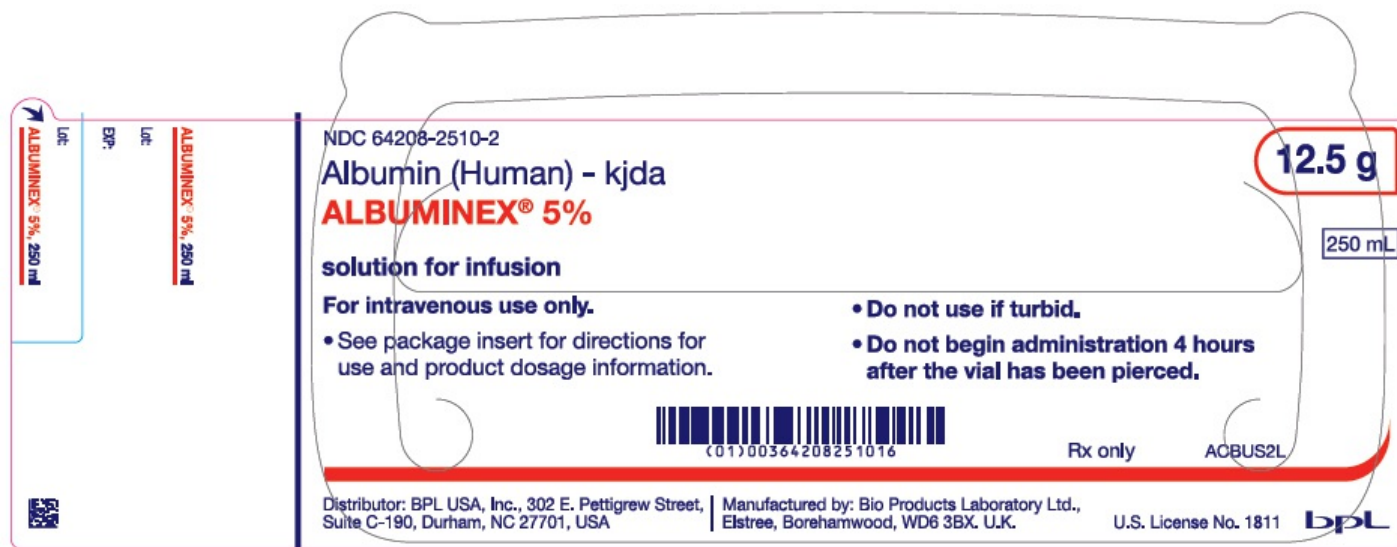 ALBUMINEX® 5%, 250 ml
Lot:
EXP:
Lot:
ALBUMINEX® 5%, 250 ml
NDC 64208-2510-2
Albumin (Human) - kjda
ALBUMINEX® 5%
12.5 g
250 mL
solution for infusion
For intravenous use only.
• See package insert for directions for
use and product dosage information.
• Do not use if turbid.
• Do not begin administration 4 hours
after the vial has been pierced.
(01)00364208251016
Rx only
ACBUS2L
Distributor: BPL USA, Inc., 302 E. Pettigrew Street,
Suite C-190, Durham, NC 27701, USA
Manufactured by: Bio Products Laboratory Ltd.,
Elstree, Borehamwood, WD6 3BX. U.K.
U.S. License No. 1811
bpl